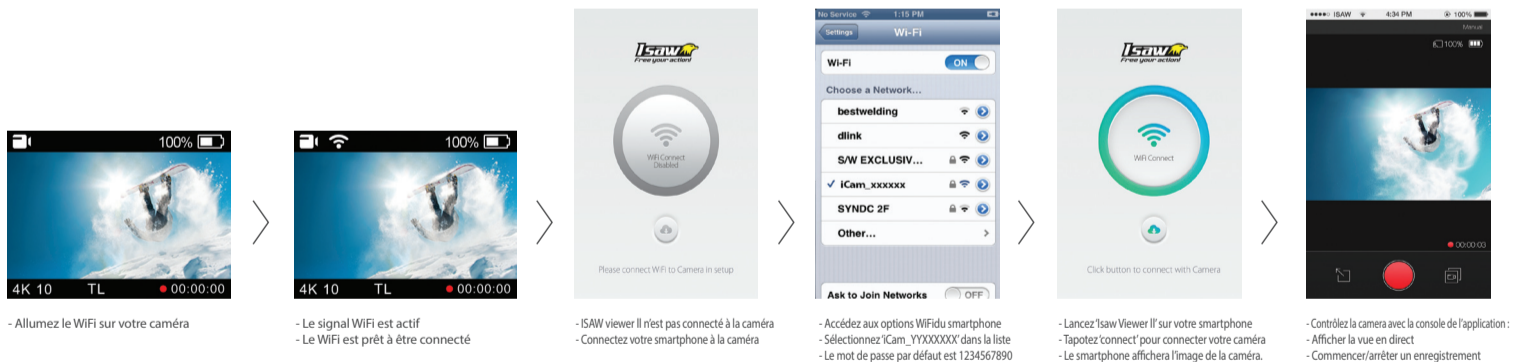 100%
4K 10 TL 00:00:00
- Allumez le WiFi sur votre caméra
100%
4K 10 TL 00:00:00
- Le signal WiFi est actif
- Le WiFi est prêt à être connecté
Isaw
Free your action!
Wifi Connect
Disabled
Please connect WiFi to Camera in setup
- ISAW viewer ll n'est pas connecté à la caméra
- Connectez votre smartphone à la caméra
No Service 1:15 PM
Settings Wi-Fi
Wi-Fi ON
Choose a Network...
bestwelding
dlink
S/W EXCLUSIV...
iCam_xxxxxx
SYNDC 2F
Other...
Ask to Join Networks OFF
- Accédez aux options WiFidu smartphone
- Sélectionnez 'iCam_YYXXXXXX' dans la liste
- Le mot de passe par défaut est 1234567890
Isaw
Free your action!
WiFi Connect
Click button to connect with Camera
- Lancez 'Isaw Viewer ll' sur votre smartphone
- Tapotez 'connect' pour connecter votre caméra
- Le smartphone affichera l'image de la caméra.
ISAW 4:34 PM 100%
Manual
100%
00:00:00
- Contrôlez la camera avec la console de l'application :
- Afficher la vue en direct
- Commencer/arrêter un enregistrement